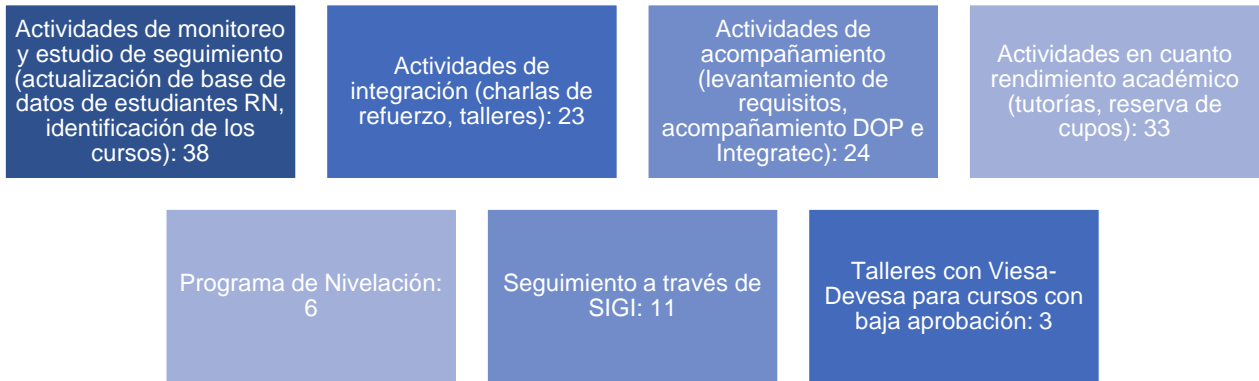 Actividades de monitoreo
y estudio de seguimiento
(actualización de base de
datos de estudiantes RN,
identificación de los
cursos): 38
Actividades de
integración (charlas de
refuerzo, talleres): 23
Actividades de
acompañamiento
(levantamiento de
requisitos,
acompañamiento DOP e
Integratec): 24
Actividades en cuanto
rendimiento académico
(tutorías, reserva de
cupos): 33
Programa de Nivelación:
6
Seguimiento a través de
SIGI: 11
Talleres con Viesa-
Devesa para cursos con
baja aprobación: 3